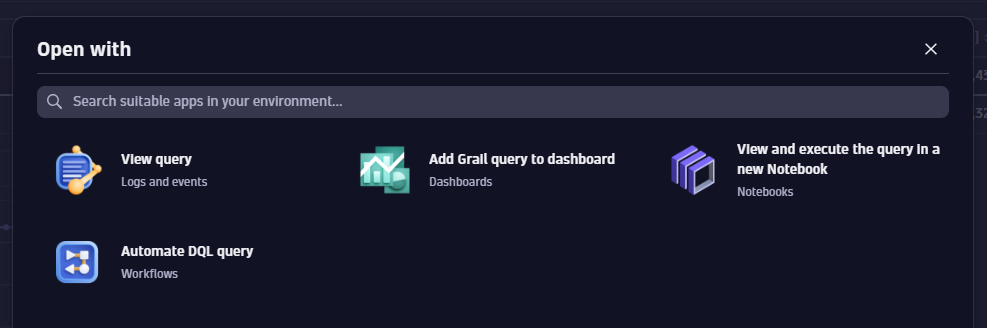 Open with
Search suitable apps in your environment...
View query
Logs and events
Add Grail query to dashboard
Dashboards
View and execute the query in a
new Notebook
Notebooks
Automate DQL query
Workflows